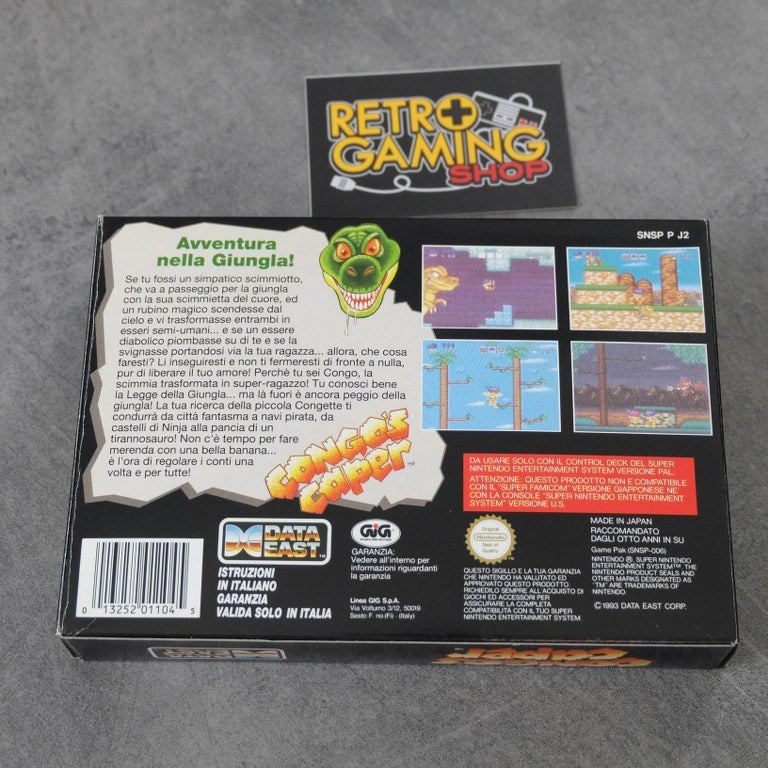 RETRO
GAMING
SHOP
SNSP P J2
Avventura
nella Giungla!
Se tu fossi un simpatico scimmiotto,
che va a passeggio per la giungla
con la sua scimmietta del cuore, ed
un rubino magico scendesse dal
cielo e vi trasformasse entrambi in
esseri semi-umani... e se un essere
diabolico piombasse su di te e se la
svignasse portandosi via la tua ragazza... allora, che cosa
faresti? Li inseguiresti e non ti fermeresti di fronte a nulla,
pur di liberare il tuo amore! Perchè tu sei Congo, la
scimmia trasformata in super-ragazzo! Tu conosci bene
la Legge della Giungla... ma là fuori è ancora peggio della
giungla! La tua ricerca della piccola Congette ti
condurrà da città fantasma a navi pirata, da
castelli di Ninja alla pancia di un
tirannosauro! Non c'è tempo per fare
merenda con una bella banana...
è l'ora di regolare i conti una
volta e per tutte!
CONGO'S
CAPER™
DA USARE SOLO CON IL CONTROL DECK DEL SUPER
NINTENDO ENTERTAINMENT SYSTEM VERSIONE PAL.
ATTENZIONE: QUESTO PRODOTTO NON E'COMPATIBILE
CON IL "SUPER FAMICOM" VERSIONE GIAPPONESE NE'
CON LA CONSOLE "SUPER NINTENDO ENTERTAINMENT
SYSTEM" VERSIONE U.S.
0 13252 01104 5
DATA
EAST™
ISTRUZIONI
IN ITALIANO
GARANZIA
VALIDA SOLO IN ITALIA
GiG
GARANZIA:
Vedere all'interno per
informazioni riguardanti
la garanzia
Linea GIG S.p.A.
Via Volturno 3/12, 50019
Sesto F. no (Fi) - (Italy)
Original
Nintendo
Seal of
Quality
QUESTO SIGILLO E' LA TUA GARANZIA
CHE NINTENDO HA VALUTATO ED
APPROVATO QUESTO PRODOTTO.
RICHIEDILO SEMPRE ALL'ACQUISTO DI
GIOCHI ED ACCESSORI PER
ASSICURARE LA COMPLETA
COMPATIBILITA CON IL TUO SUPER
NINTENDO ENTERTAINMENT SYSTEM
MADE IN JAPAN
RACCOMANDATO
DAGLI OTTO ANNI IN SU
Game Pak (SNSP-006)
NINTENDO ®, SUPER NINTENDO
ENTERTAINMENT SYSTEM™ THE
NINTENDO PRODUCT SEALS AND
OTHER MARKS DESIGNATED AS
"TM" ARE TRADEMARKS OF
NINTENDO.
©1993 DATA EAST CORP.
DATA
EAST
CONGO'S
CAPER™